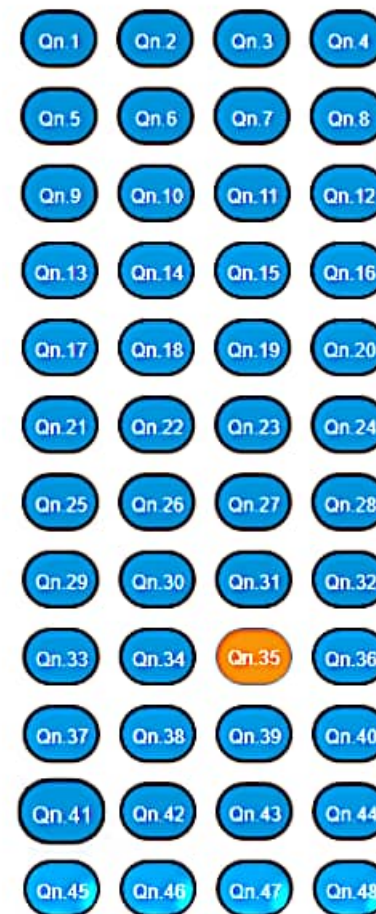 Qn.1 Qn.2 Qn.3 Qn.4
Qn.5 Qn.6 Qn.7 Qn.8
Qn.9 Qn.10 Qn.11 Qn.12
Qn.13 Qn.14 Qn.15 Qn.16
Qn.17 Qn.18 Qn.19 Qn.20
Qn.21 Qn.22 Qn.23 Qn.24
Qn.25 Qn.26 Qn.27 Qn.28
Qn.29 Qn.30 Qn.31 Qn.32
Qn.33 Qn.34 Qn.35 Qn.36
Qn.37 Qn.38 Qn.39 Qn.40
Qn.41 Qn.42 Qn.43 Qn.44
Qn.45 Qn.46 Qn.47 Qn.48